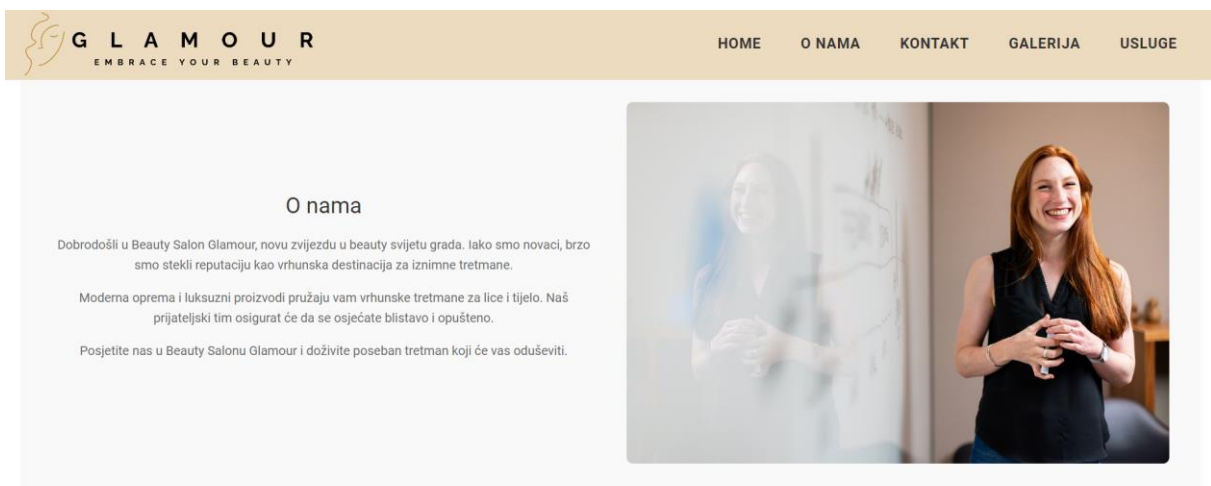 GLAMOUR
EMBRACE YOUR BEAUTY
HOME O NAMA KONTAKT GALERIJA USLUGE
O nama
Dobrodošli u Beauty Salon Glamour, novu zvijezdu u beauty svijetu grada. Iako smo novaci, brzo
smo stekli reputaciju kao vrhunska destinacija za iznimne tretmane.
Moderna oprema i luksuzni proizvodi pružaju vam vrhunske tretmane za lice i tijelo. Naš
prijateljski tim osigurat će da se osjećate blistavo i opušteno.
Posjetite nas u Beauty Salonu Glamour i doživite poseban tretman koji će vas oduševiti.